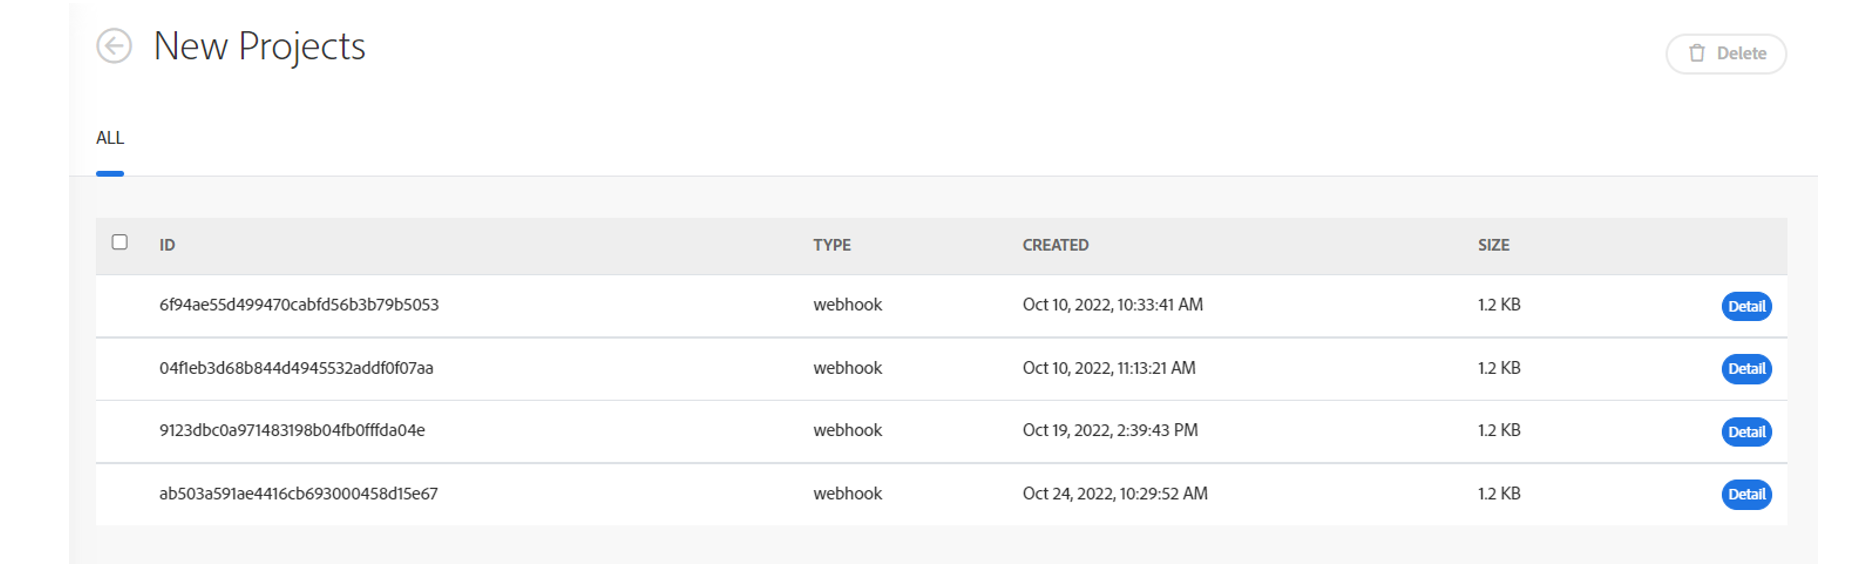 New Projects
Delete
ALL
ID TYPE CREATED SIZE
6f94ae55d499470cabfd56b3b79b5053 webhook Oct 10, 2022, 10:33:41 AM 1.2 KB Detail
04f1eb3d68b844d4945532addf0f07aa webhook Oct 10, 2022, 11:13:21 AM 1.2 KB Detail
9123dbc0a971483198b04fb0fffda04e webhook Oct 19, 2022, 2:39:43 PM 1.2 KB Detail
ab503a591ae4416cb693000458d15e67 webhook Oct 24, 2022, 10:29:52 AM 1.2 KB Detail